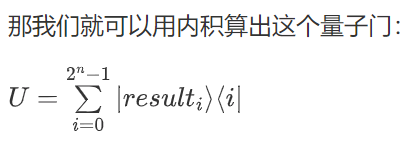 那我们就可以用内积算出这个量子门：
U = \sum_{i=0}^{2^n-1} |result_i⟩⟨i|